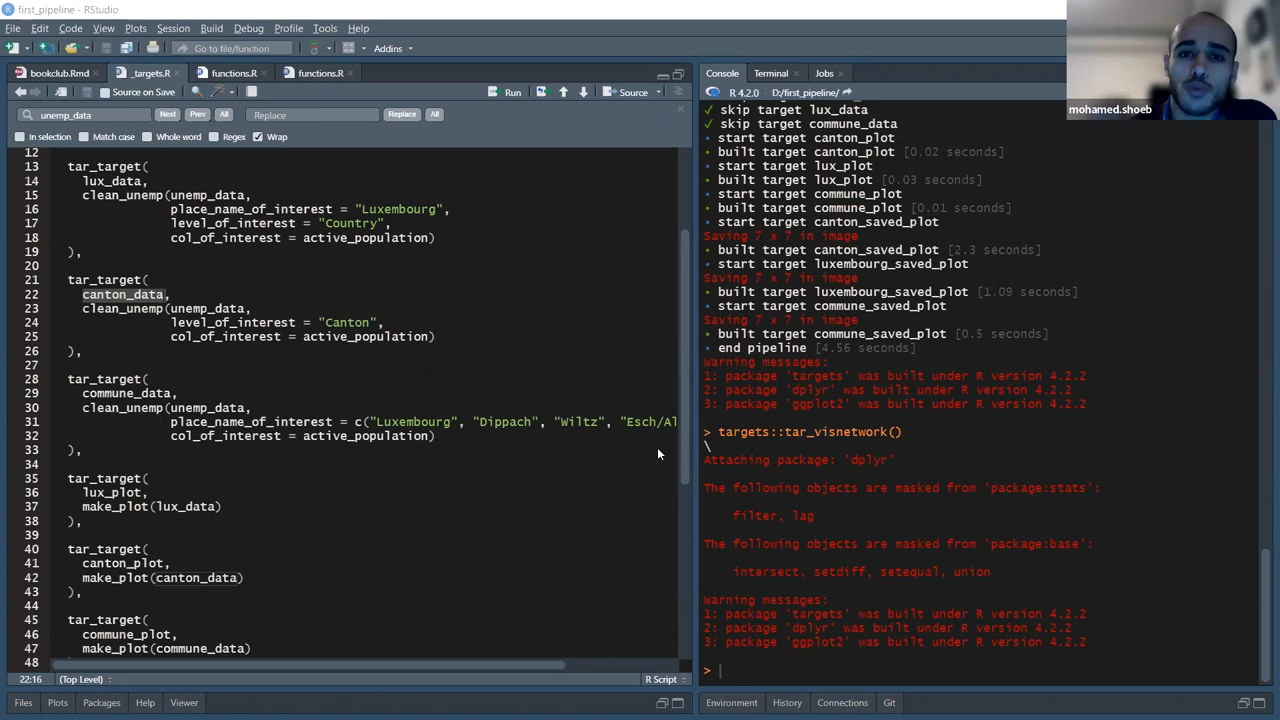 first_pipeline - RStudio
File Edit Code View Plots Session Build Debug Profile Tools Help
Go to file/function Addins
mohamed.shoeb
bookclub.Rmd _targets.R functions.R functions.R
Source on Save Run Source
unemp_data Next Prev All Replace Replace All
In selection Match case Whole word Regex Wrap
12
13 tar_target(
14 lux_data,
15 clean_unemp(unemp_data,
16 place_name_of_interest = "Luxembourg",
17 level_of_interest = "Country",
18 col_of_interest = active_population)
19 ),
20
21 tar_target(
22 canton_data,
23 clean_unemp(unemp_data,
24 level_of_interest = "Canton",
25 col_of_interest = active_population)
26 ),
27
28 tar_target(
29 commune_data,
30 clean_unemp(unemp_data,
31 place_name_of_interest = c("Luxembourg", "Dippach", "Wiltz", "Esch/Al
32 col_of_interest = active_population)
33 ),
34
35 tar_target(
36 lux_plot,
37 make_plot(lux_data)
38 ),
39
40 tar_target(
41 canton_plot,
42 make_plot(canton_data)
43 ),
44
45 tar_target(
46 commune_plot,
47 make_plot(commune_data)
48
22:16 (Top Level) R Script
Files Plots Packages Help Viewer
Console Terminal Jobs
R 4.2.0 · D:/first_pipeline/
✓ skip target lux_data
✓ skip target commune_data
• start target canton_plot
• built target canton_plot [0.02 seconds]
• start target lux_plot
• built target lux_plot [0.03 seconds]
• start target commune_plot
• built target commune_plot [0.01 seconds]
• start target canton_saved_plot
Saving 7 x 7 in image
• built target canton_saved_plot [2.3 seconds]
• start target luxembourg_saved_plot
Saving 7 x 7 in image
• built target luxembourg_saved_plot [1.09 seconds]
• start target commune_saved_plot
Saving 7 x 7 in image
• built target commune_saved_plot [0.5 seconds]
• end pipeline [4.56 seconds]
Warning messages:
1: package 'targets' was built under R version 4.2.2
2: package 'dplyr' was built under R version 4.2.2
3: package 'ggplot2' was built under R version 4.2.2
> targets::tar_visnetwork()
\
Attaching package: 'dplyr'
The following objects are masked from 'package:stats':
filter, lag
The following objects are masked from 'package:base':
intersect, setdiff, setequal, union
Warning messages:
1: package 'targets' was built under R version 4.2.2
2: package 'dplyr' was built under R version 4.2.2
3: package 'ggplot2' was built under R version 4.2.2
>
Environment History Connections Git